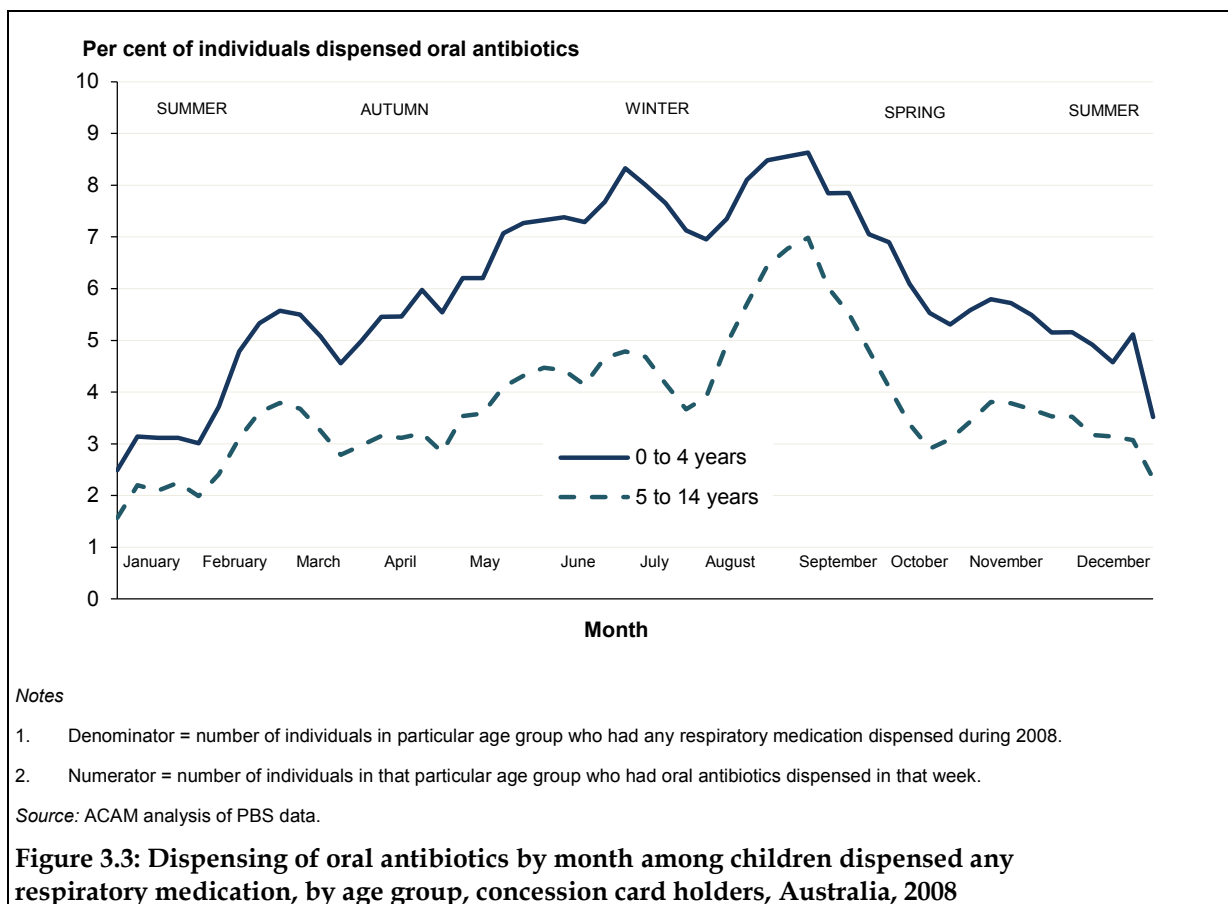 Per cent of individuals dispensed oral antibiotics
10
SUMMER AUTUMN WINTER SPRING SUMMER
9
8
7
6
5
4
3
0 to 4 years
2
5 to 14 years
1
January February March April May June July August September October November December
0
Month
Notes
1. Denominator = number of individuals in particular age group who had any respiratory medication dispensed during 2008.
2. Numerator = number of individuals in that particular age group who had oral antibiotics dispensed in that week.
Source: ACAM analysis of PBS data.
Figure 3.3: Dispensing of oral antibiotics by month among children dispensed any
respiratory medication, by age group, concession card holders, Australia, 2008